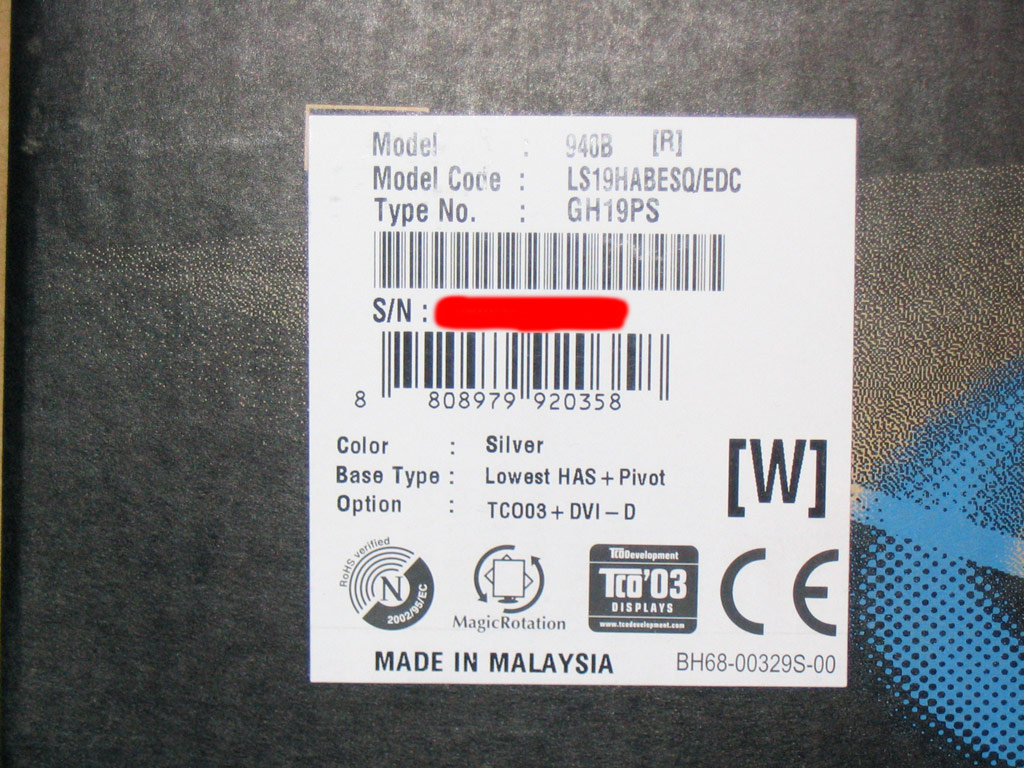 Model : 940B [R]
Model Code : LS19HABESQ/EDC
Type No. : GH19PS
S/N :
8 808979 920358
Color : Silver
Base Type : Lowest HAS + Pivot
Option : TCO03 + DVI - D
[W]
RoHS verified
N
2002/95/EC
MagicRotation
TCODevelopment
TCO'03
DISPLAYS
www.tcodevelopment.com
CE
MADE IN MALAYSIA
BH68-00329S-00